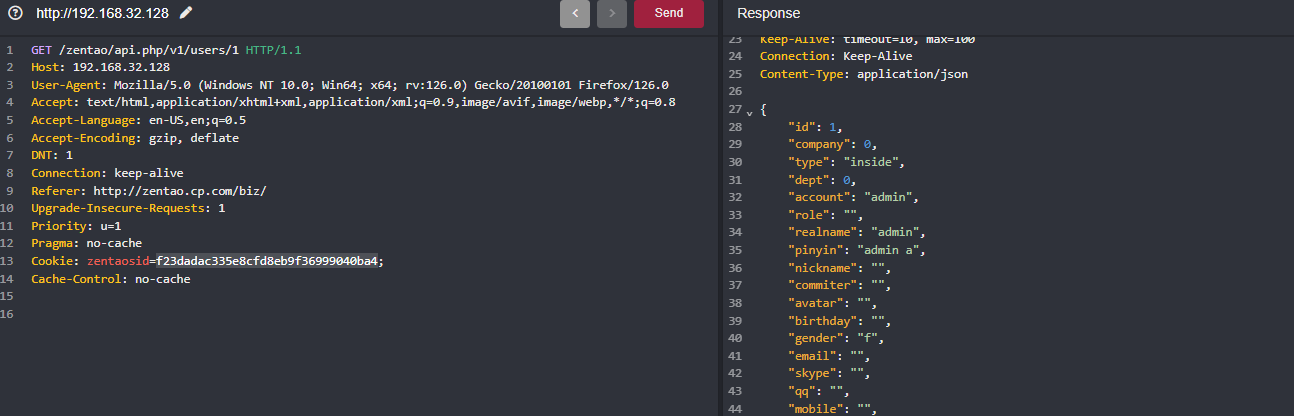 http://192.168.32.128
< > Send
1 GET /zentao/api.php/v1/users/1 HTTP/1.1
2 Host: 192.168.32.128
3 User-Agent: Mozilla/5.0 (Windows NT 10.0; Win64; x64; rv:126.0) Gecko/20100101 Firefox/126.0
4 Accept: text/html,application/xhtml+xml,application/xml;q=0.9,image/avif,image/webp,*/*;q=0.8
5 Accept-Language: en-US,en;q=0.5
6 Accept-Encoding: gzip, deflate
7 DNT: 1
8 Connection: keep-alive
9 Referer: http://zentao.cp.com/biz/
10 Upgrade-Insecure-Requests: 1
11 Priority: u=1
12 Pragma: no-cache
13 Cookie: zentaosid=f23dadac335e8cfd8eb9f36999040ba4;
14 Cache-Control: no-cache
15
16
Response
23 Keep-Alive: timeout=10, max=100
24 Connection: Keep-Alive
25 Content-Type: application/json
26
27 {
28 "id": 1,
29 "company": 0,
30 "type": "inside",
31 "dept": 0,
32 "account": "admin",
33 "role": "",
34 "realname": "admin",
35 "pinyin": "admin a",
36 "nickname": "",
37 "commiter": "",
38 "avatar": "",
39 "birthday": "",
40 "gender": "f",
41 "email": "",
42 "skype": "",
43 "qq": "",
44 "mobile": "",